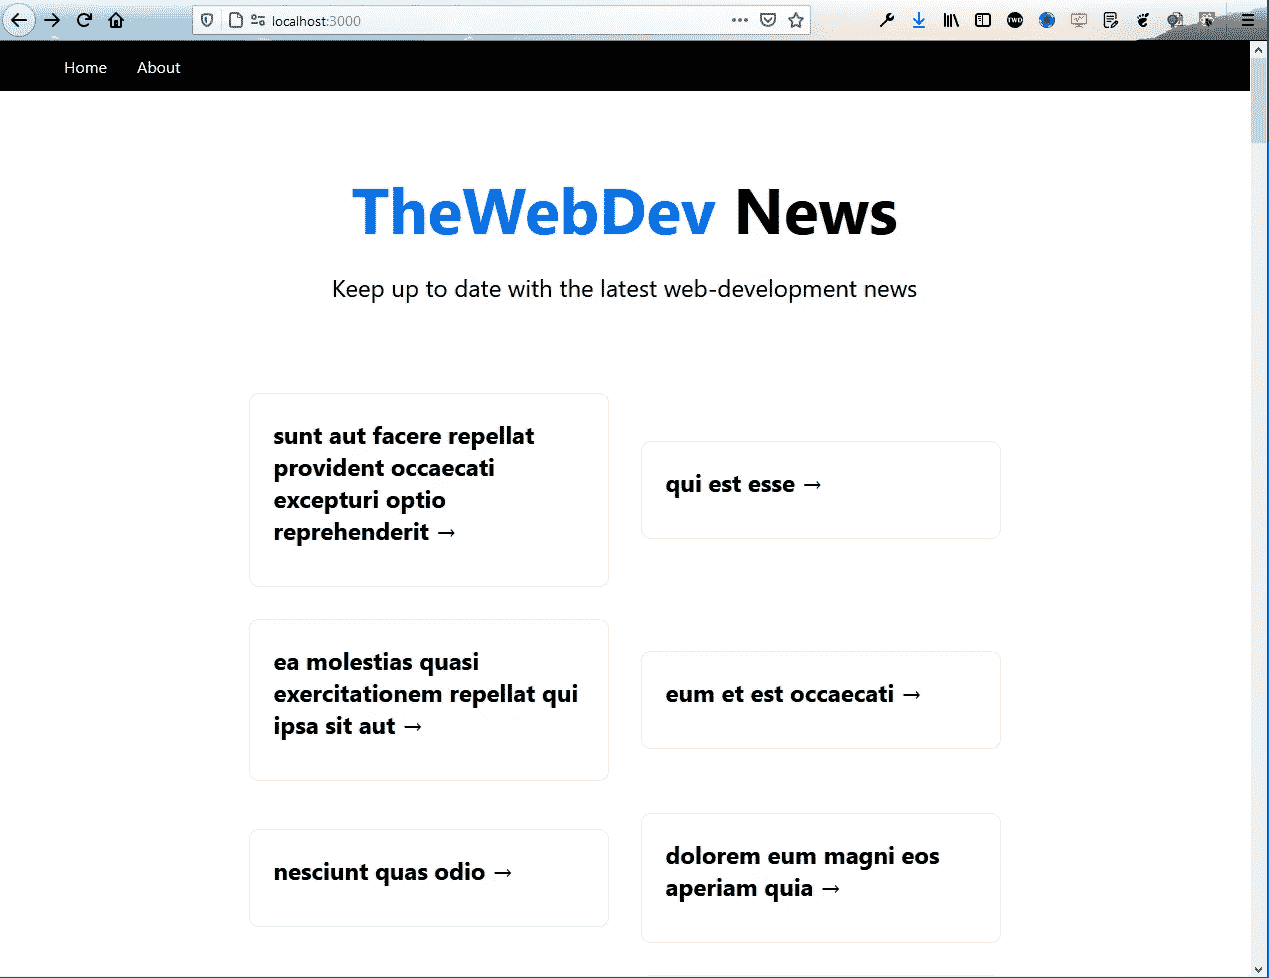 localhost:3000
TWD
Home About
TheWebDev News
Keep up to date with the latest web-development news
sunt aut facere repellat
provident occaecati
excepturi optio
reprehenderit →
qui est esse →
ea molestias quasi
exercitationem repellat qui
ipsa sit aut →
eum et est occaecati →
nesciunt quas odio →
dolorem eum magni eos
aperiam quia →